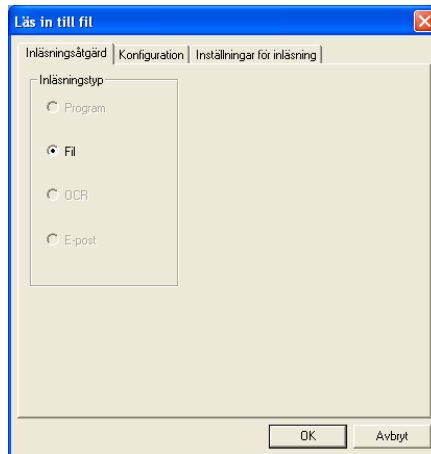 Läs in till fil
Inläsningsåtgärd Konfiguration Inställningar för inläsning
Inläsningstyp
Program
Fil
OCR
E-post
OK Avbryt